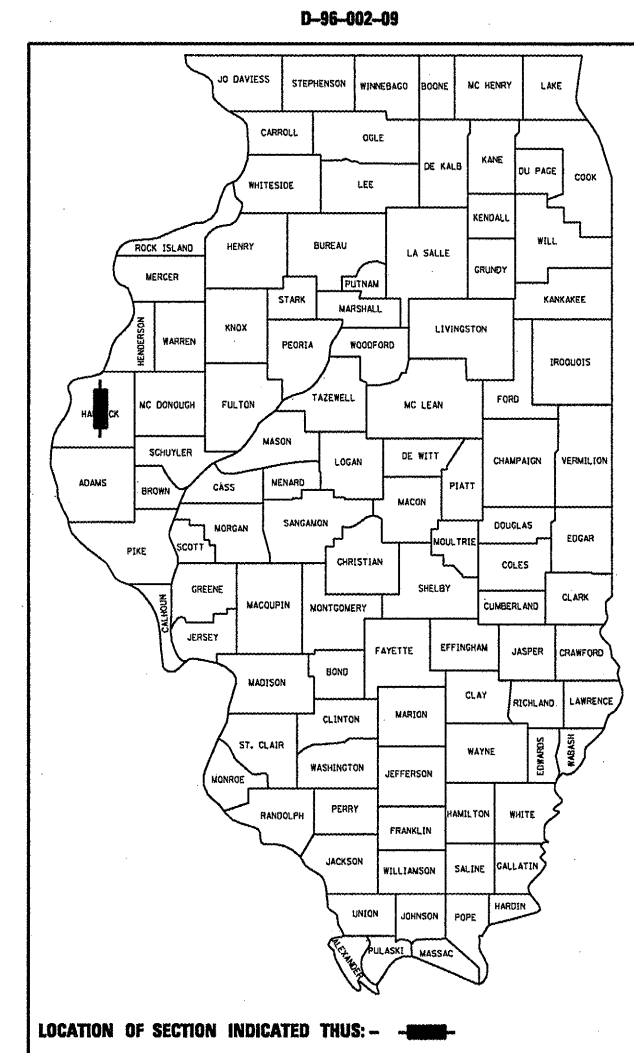 D-96-002-09
JO DAVIESS STEPHENSON WINNEBAGO BOONE MC HENRY LAKE
CARROLL OGLE
DE KALB KANE DU PAGE COOK
WHITESIDE LEE
KENDALL
ROCK ISLAND HENRY BUREAU LA SALLE WILL
GRUNDY
MERCER PUTNAM
STARK MARSHALL KANKAKEE
HENDERSON WARREN KNOX LIVINGSTON
PEORIA WOODFORD
IROQUOIS
MC DONOUGH FULTON TAZEWELL MC LEAN FORD
MASON
SCHUYLER LOGAN DE WITT CHAMPAIGN VERMILION
ADAMS BROWN CASS MENARD PIATT
MACON
MORGAN SANGAMON DOUGLAS
PIKE SCOTT MOULTRIE EDGAR
CHRISTIAN COLES
GREENE SHELBY
CALHOUN MACOUPIN MONTGOMERY CUMBERLAND CLARK
JERSEY
FAYETTE EFFINGHAM JASPER CRAWFORD
MADISON BOND
CLAY RICHLAND LAWRENCE
CLINTON MARION
ST. CLAIR WAYNE EDWARDS WABASH
WASHINGTON JEFFERSON
MONROE
RANDOLPH PERRY HAMILTON WHITE
FRANKLIN
JACKSON WILLIAMSON SALINE GALLATIN
UNION JOHNSON POPE HARDIN
ALEXANDER PULASKI MASSAC
LOCATION OF SECTION INDICATED THUS: -